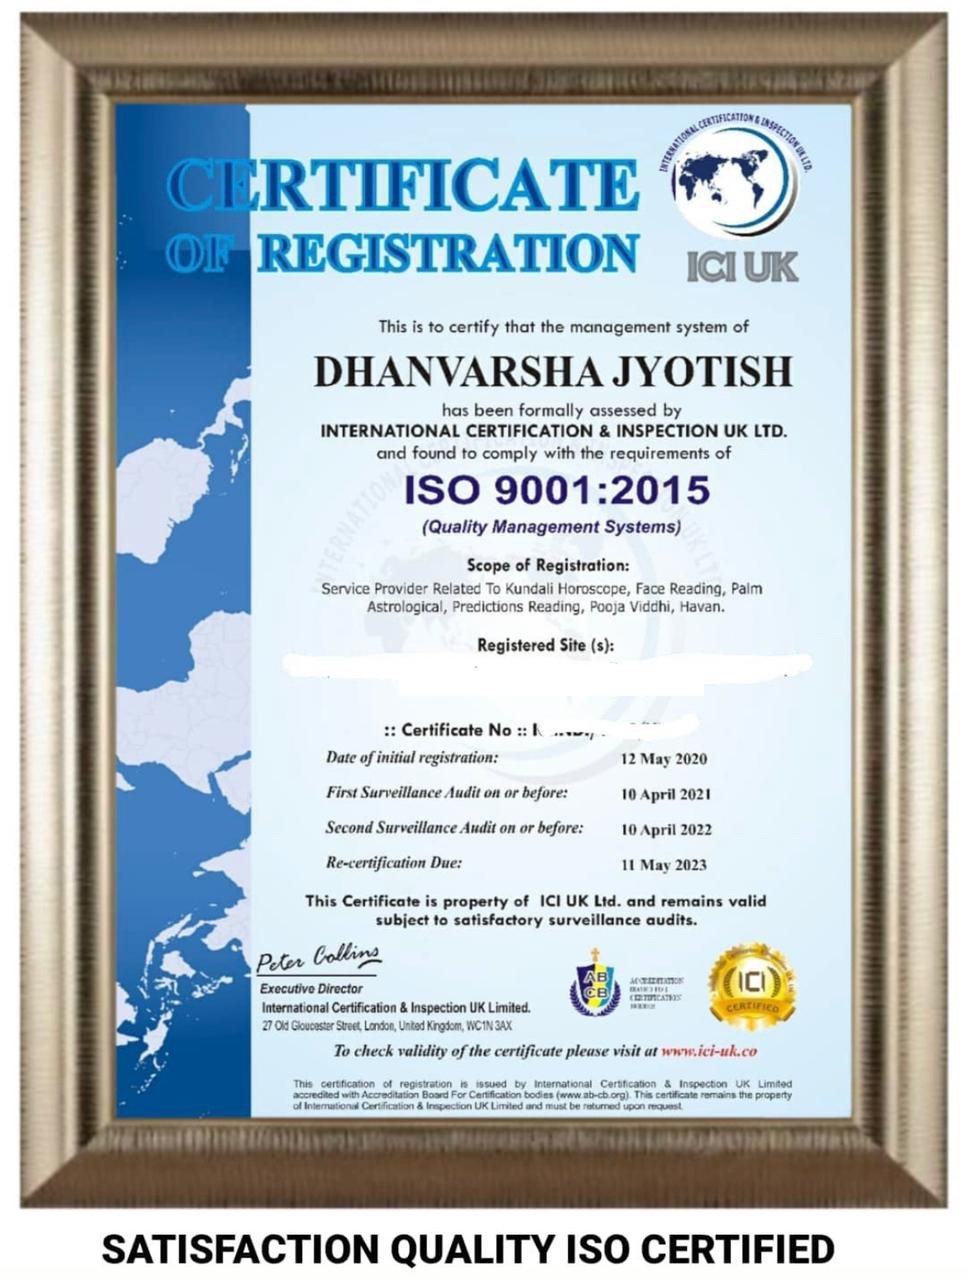 INTERNATIONAL CERTIFICATION & INSPECTION UK LTD.
CERTIFICATE
OF REGISTRATION
ICI UK
This is to certify that the management system of
DHANVARSHA JYOTISH
has been formally assessed by
INTERNATIONAL CERTIFICATION & INSPECTION UK LTD.
and found to comply with the requirements of
ISO 9001:2015
(Quality Management Systems)
Scope of Registration:
Service Provider Related To Kundali Horoscope, Face Reading, Palm
Astrological, Predictions Reading, Pooja Viddhi, Havan.
Registered Site (s):
:: Certificate No ::
Date of initial registration: 12 May 2020
First Surveillance Audit on or before: 10 April 2021
Second Surveillance Audit on or before: 10 April 2022
Re-certification Due: 11 May 2023
This Certificate is property of ICI UK Ltd. and remains valid
subject to satisfactory surveillance audits.
Peter Collins
Executive Director
International Certification & Inspection UK Limited.
27 Old Gloucester Street, London, United Kingdom, WC1N 3AX
AB
CB
ACCREDITATION
BOARD FOR
CERTIFICATION
BODIES
ICI
CERTIFIED
To check validity of the certificate please visit at www.ici-uk.co
This certification of registration is issued by International Certification & Inspection UK Limited
accredited with Accreditation Board For Certification bodies (www.ab-cb.org). This certificate remains the property
of International Certification & Inspection UK Limited and must be returned upon request.
SATISFACTION QUALITY ISO CERTIFIED